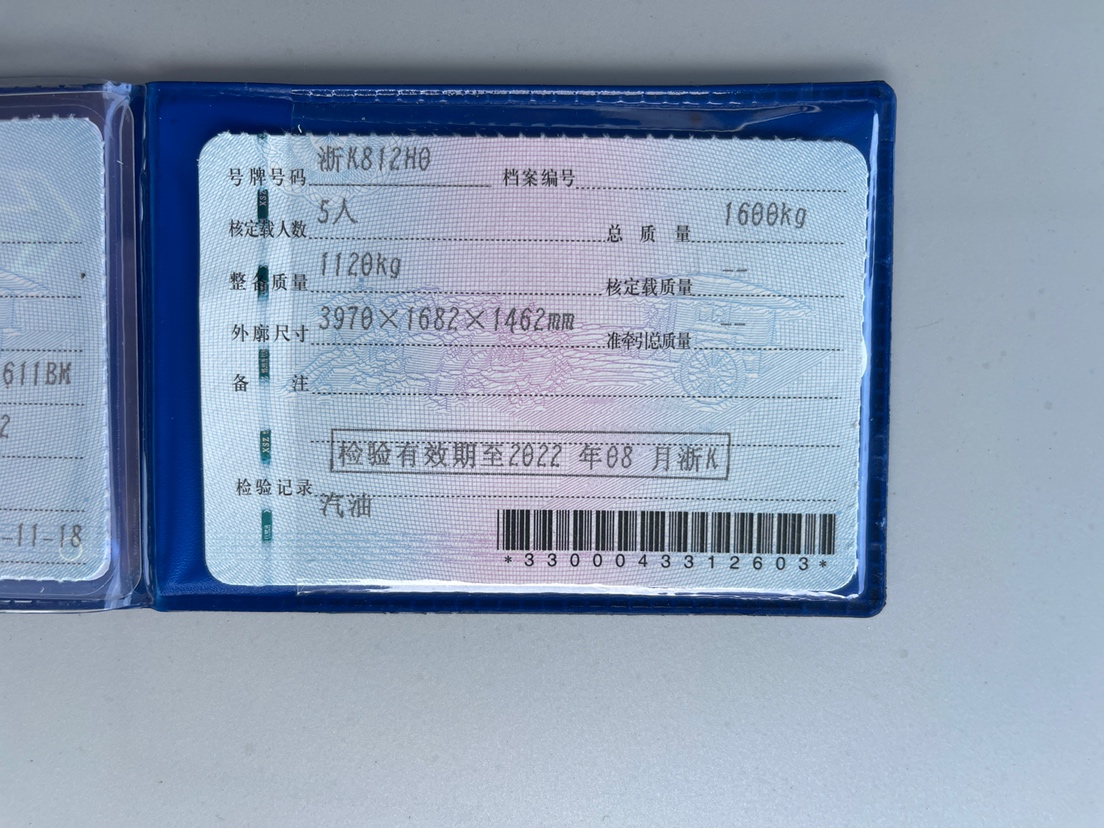 611BM
2
-11-18
号牌号码 浙K812H0 档案编号
核定载人数 5人 总质量 1600kg
整备质量 1120kg 核定载质量 --
外廓尺寸 3970×1682×1462mm 准牵引总质量 --
备注
检验有效期至2022 年08 月浙K
检验记录
汽油
*3300043312603*